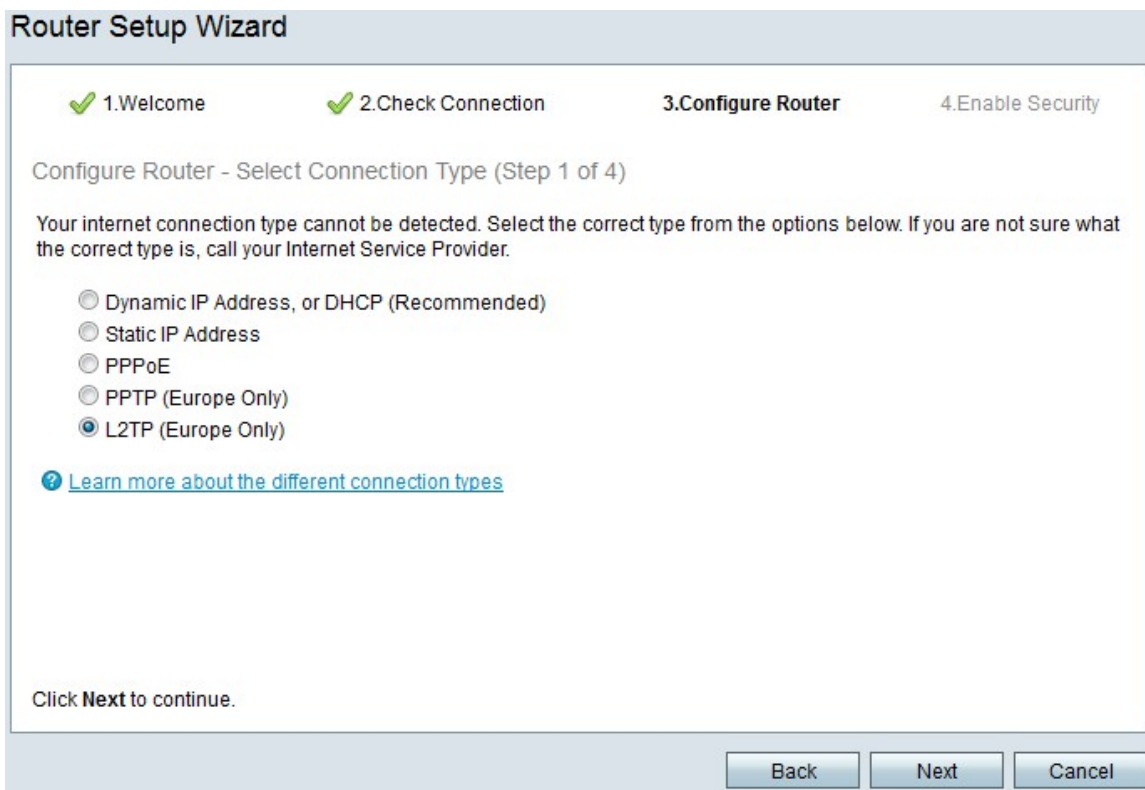 Router Setup Wizard
1.Welcome
2.Check Connection
3.Configure Router
4.Enable Security
Configure Router - Select Connection Type (Step 1 of 4)
Your internet connection type cannot be detected. Select the correct type from the options below. If you are not sure what
the correct type is, call your Internet Service Provider.
Dynamic IP Address, or DHCP (Recommended)
Static IP Address
PPPoE
PPTP (Europe Only)
L2TP (Europe Only)
? Learn more about the different connection types
Click Next to continue.
Back
Next
Cancel